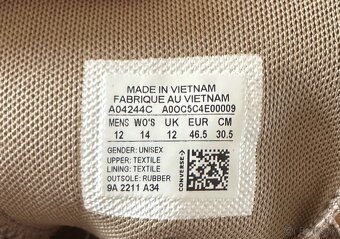 MADE IN VIETNAM
FABRIQUE AU VIETNAM
A04244C A0OC5C4E00009
MENS WO'S UK EUR CM
12 14 12 46.5 30.5
GENDER: UNISEX
UPPER: TEXTILE
LINING: TEXTILE
OUTSOLE: RUBBER
9A 2211 A34
CONVERSE